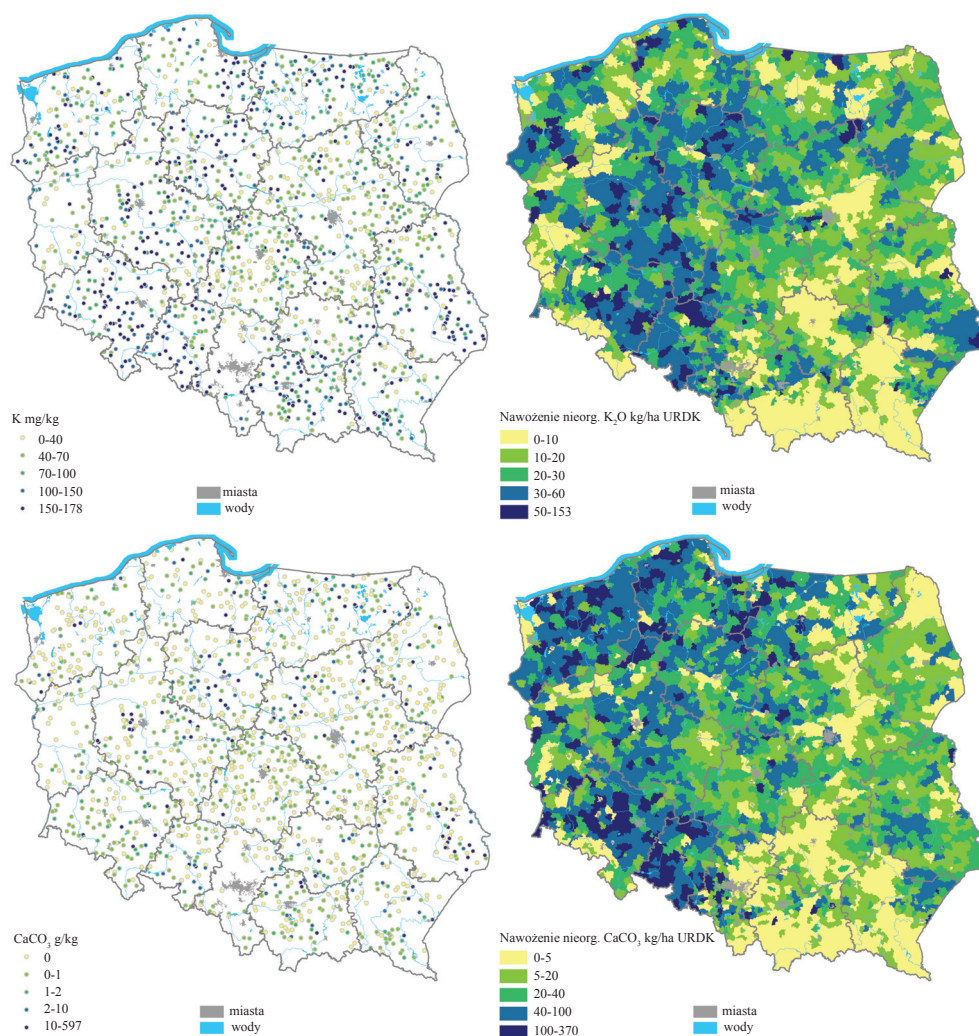 K mg/kg
0-40
40-70
70-100
100-150
150-178
miasta
wody
Nawożenie nieorg. K₂O kg/ha URDK
0-10
10-20
20-30
30-60
50-153
miasta
wody
CaCO₃ g/kg
0
0-1
1-2
2-10
10-597
miasta
wody
Nawożenie nieorg. CaCO₃ kg/ha URDK
0-5
5-20
20-40
40-100
100-370
miasta
wody